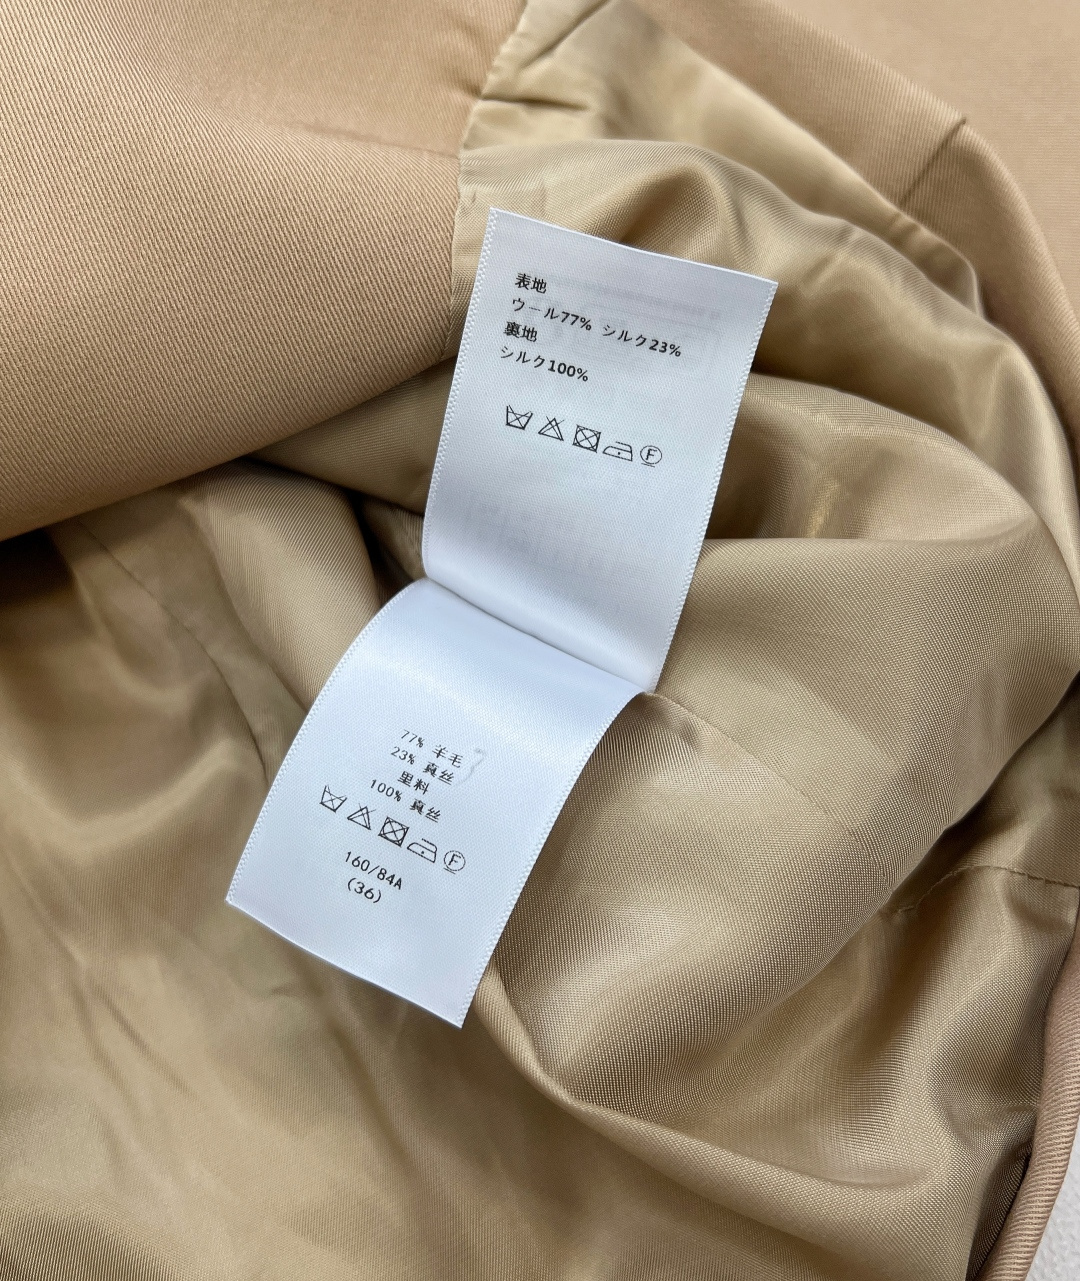 表地
ウール77% シルク23%
裏地
シルク100%
F
77% 羊毛
23% 真丝
里料
100% 真丝
F
160/84A
(36)